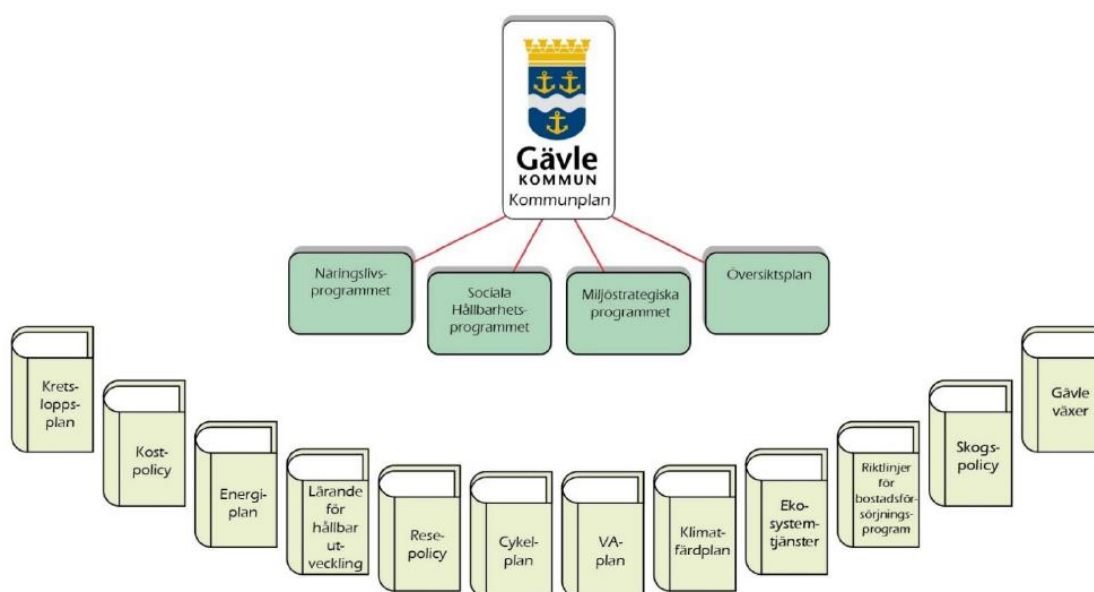 Gävle
KOMMUN
Kommunplan
Näringslivs-
programmet
Sociala
Hållbarhets-
programmet
Miljöstrategiska
programmet
Översiktsplan
Krets-
lopps-
plan
Kost-
policy
Energi-
plan
Lärande
för
hållbar
ut-
veckling
Rese-
policy
Cykel-
plan
VA-
plan
Klimat-
färdplan
Eko-
system-
tjänster
Riktlinjer
för
bostadsför-
sörjnings-
program
Skogs-
policy
Gävle
växer